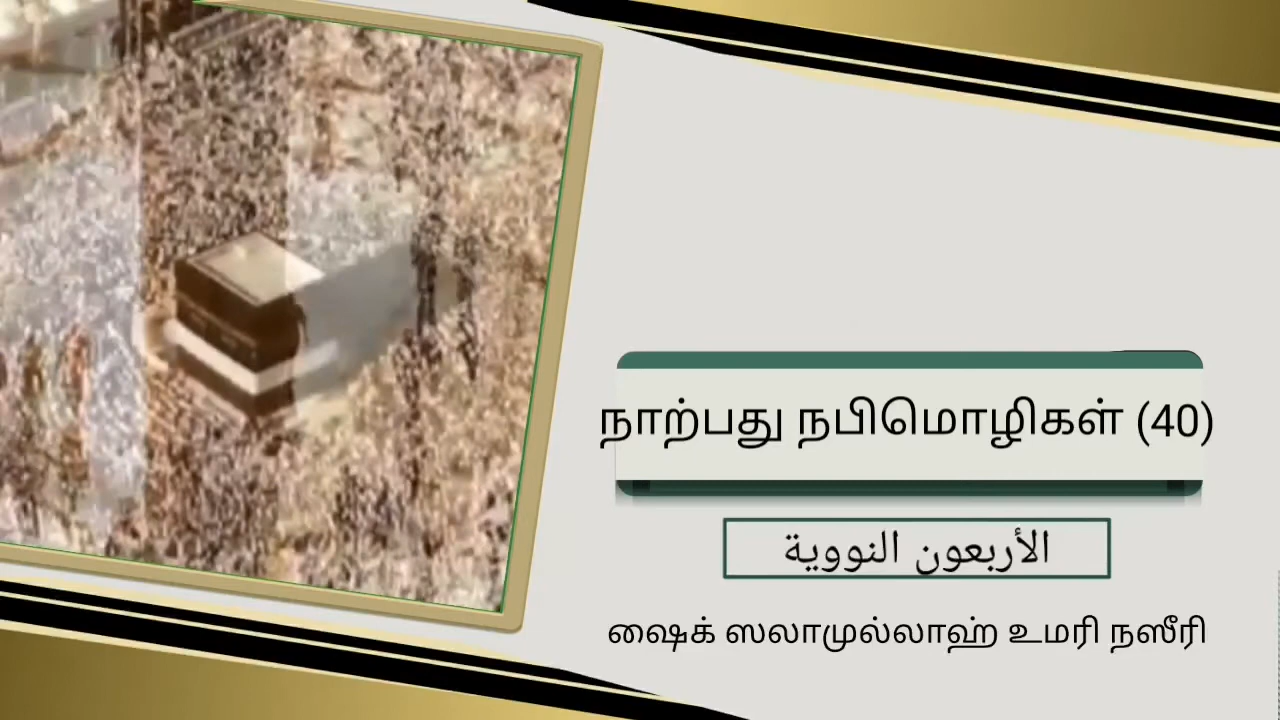 நாற்பது நபிமொழிகள் (40)
الأربعون النووية
ஷைக் ஸலாமுல்லாஹ் உமரி நஸீரி